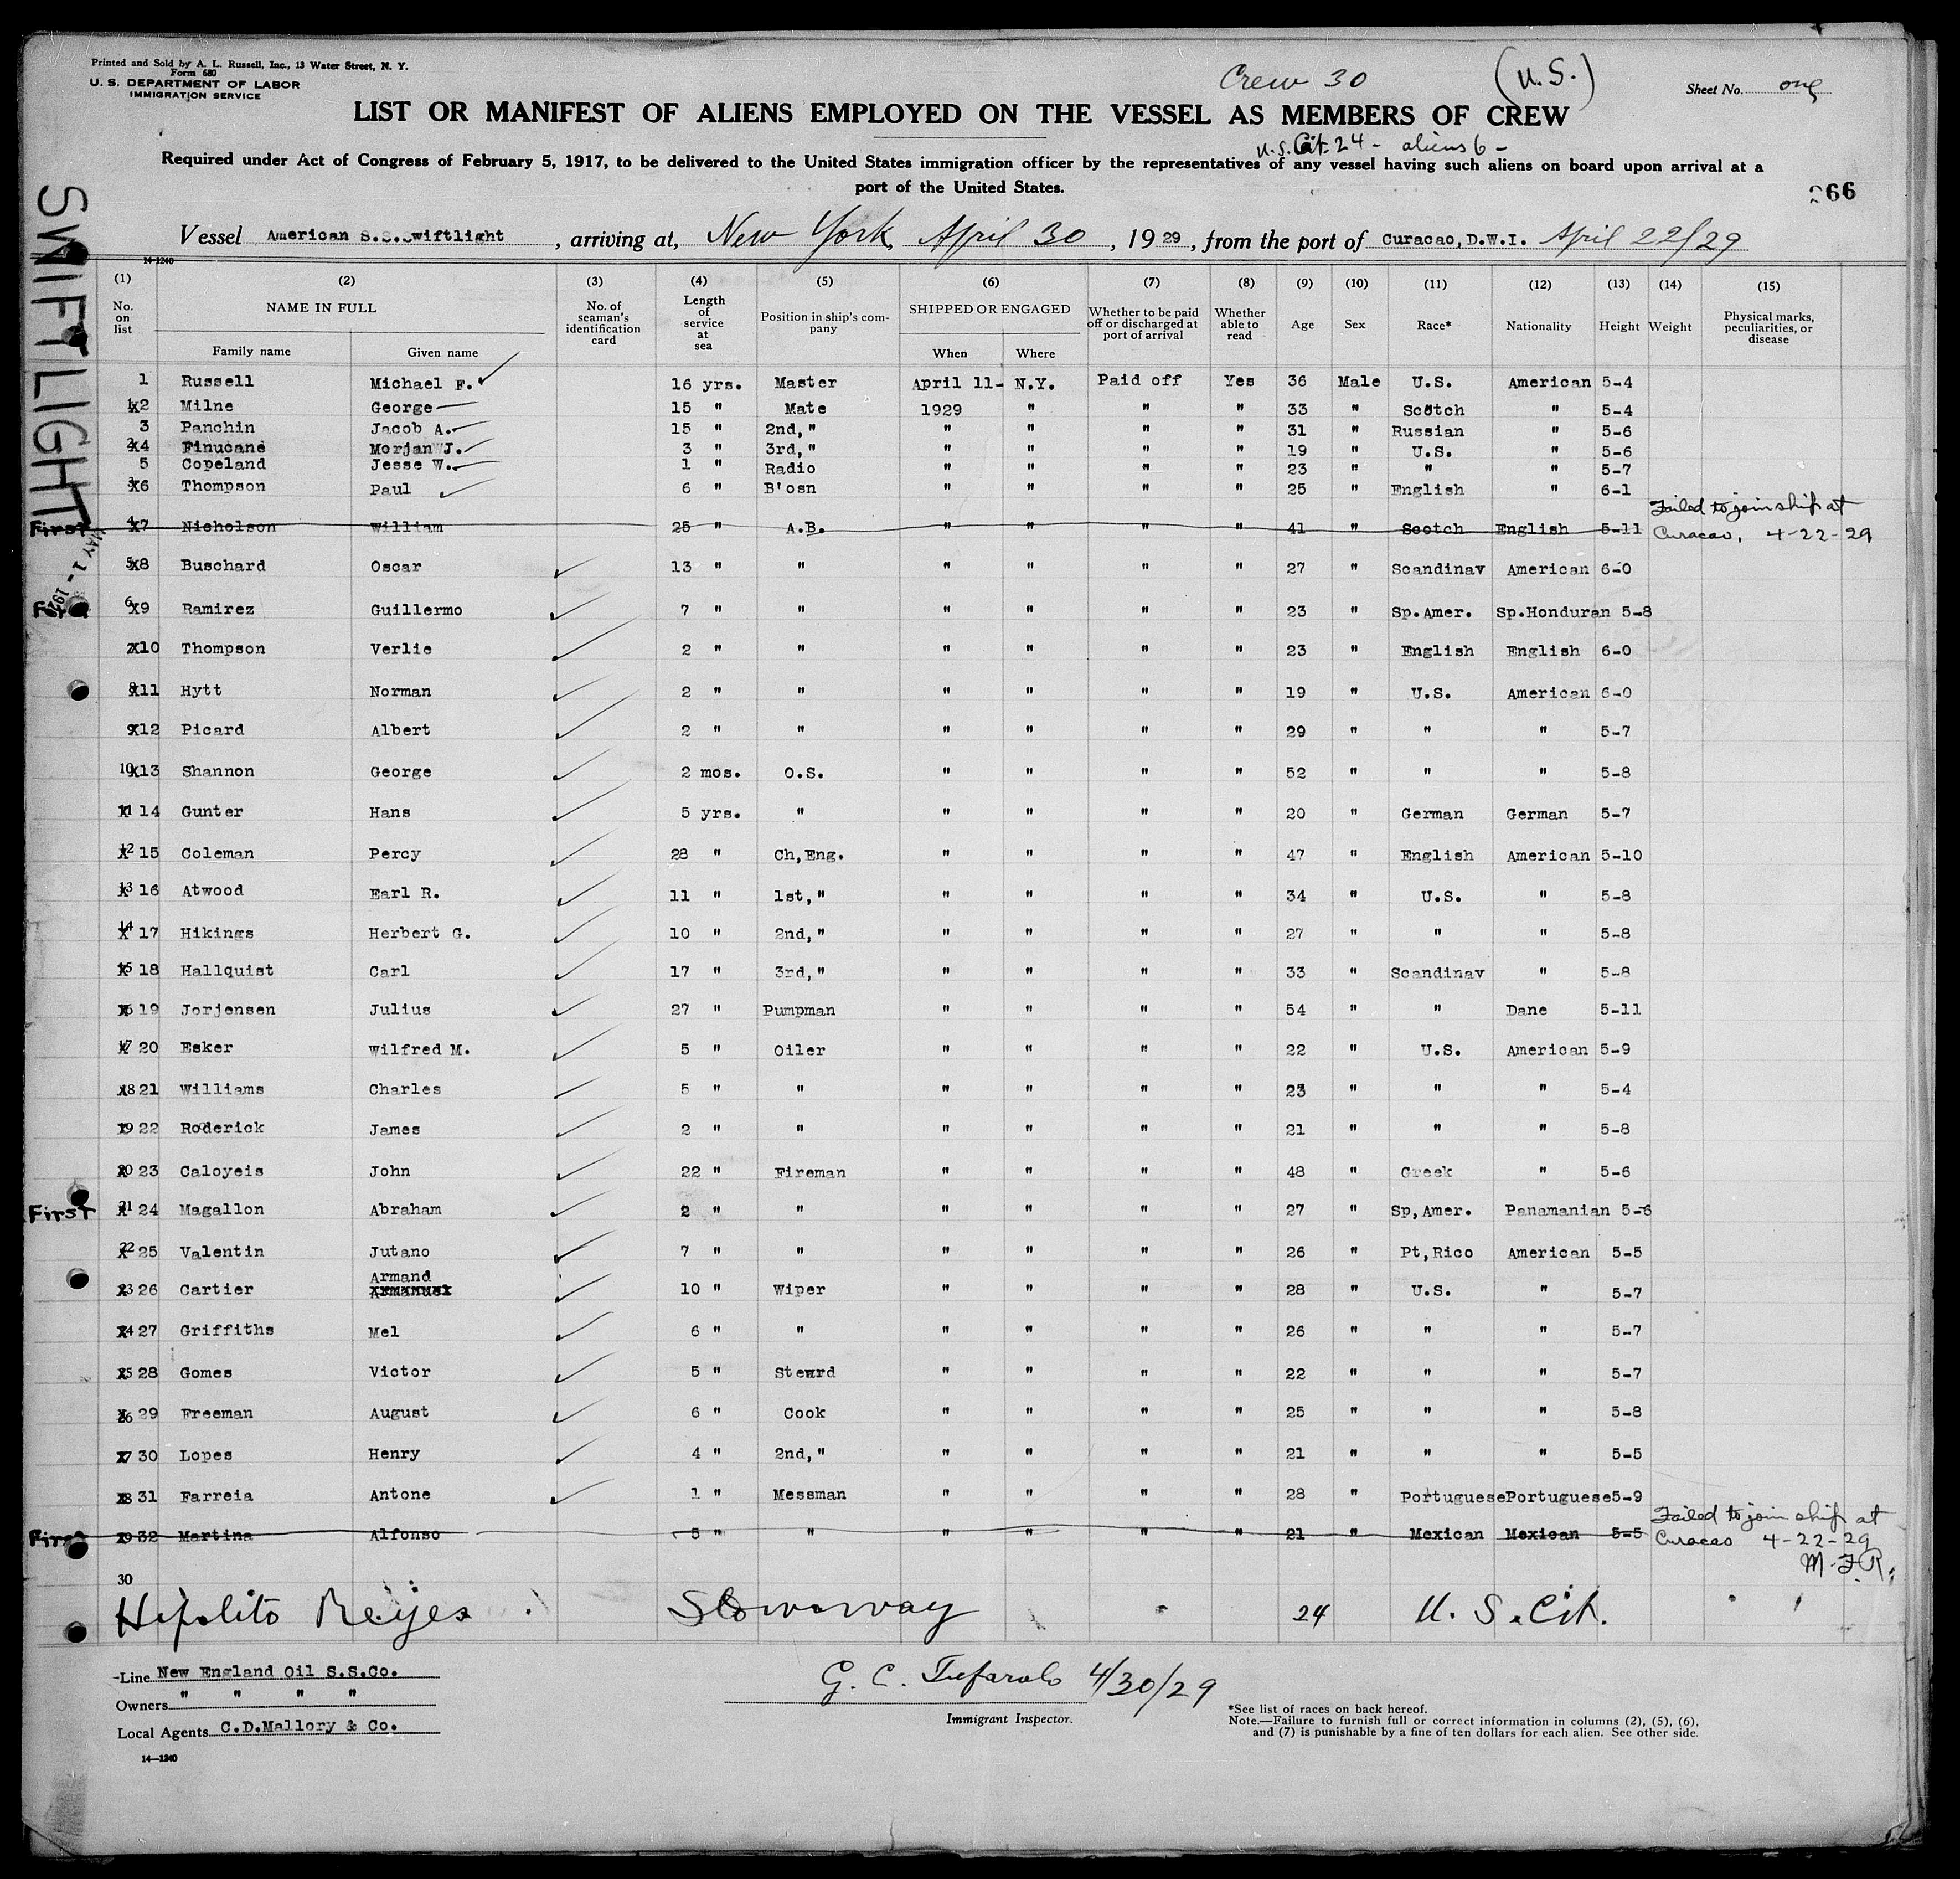 Printed and Sold by A. L. Russell, Inc., 13 Water Street, N. Y.
Form 680
U. S. DEPARTMENT OF LABOR
IMMIGRATION SERVICE
Crew 30
(U.S.)
Sheet No. one
LIST OR MANIFEST OF ALIENS EMPLOYED ON THE VESSEL AS MEMBERS OF CREW
U.S. Cit. 24 - aliens 6 -
Required under Act of Congress of February 5, 1917, to be delivered to the United States immigration officer by the representatives of any vessel having such aliens on board upon arrival at a
port of the United States.
66
SWIFTLIGHT
Vessel American S.S.Swiftlight, arriving at, New York, April 30, 1929, from the port of Curacao, D.W.I. April 22/29
14-1240
(1) (2) (3) (4) (5) (6) (7) (8) (9) (10) (11) (12) (13) (14) (15)
No. on list NAME IN FULL Family name Given name No. of seaman's identification card Length of service at sea Position in ship's company SHIPPED OR ENGAGED When Where Whether to be paid off or discharged at port of arrival Whether able to read Age Sex Race* Nationality Height Weight Physical marks, peculiarities, or disease
1 Russell Michael F. 16 yrs. Master April 11- N.Y. Paid off Yes 36 Male U.S. American 5-4
2 Milne George 15 " Mate 1929 " " " 33 " Scotch " 5-4
3 Panchin Jacob A. 15 " 2nd," " " " " 31 " Russian " 5-6
4 Finucane Morjan J. 3 " 3rd," " " " " 19 " U.S. " 5-6
5 Copeland Jesse W. 1 " Radio " " " " 23 " " " 5-7
6 Thompson Paul 6 " B'osn " " " " 25 " English " 6-1
First 7 Nicholson William 25 " A.B. " " " " 41 " Scotch English 5-11 Failed to join ship at
Curacao, 4-22-29
MAY 1 - 192
8 Buschard Oscar 13 " " " " " " 27 " Scandinav American 6-0
9 Ramirez Guillermo 7 " " " " " " 23 " Sp.Amer. Sp.Honduran 5-8
10 Thompson Verlie 2 " " " " " " 23 " English English 6-0
11 Hytt Norman 2 " " " " " " 19 " U.S. American 6-0
12 Picard Albert 2 " " " " " " 29 " " " 5-7
13 Shannon George 2 mos. O.S. " " " " 52 " " " 5-8
14 Gunter Hans 5 yrs. " " " " " 20 " German German 5-7
15 Coleman Percy 28 " Ch,Eng. " " " " 47 " English American 5-10
16 Atwood Earl R. 11 " 1st," " " " " 34 " U.S. " 5-8
17 Hikings Herbert G. 10 " 2nd," " " " " 27 " " " 5-8
18 Hallquist Carl 17 " 3rd," " " " " 33 " Scandinav " 5-8
19 Jorjensen Julius 27 " Pumpman " " " " 54 " " Dane 5-11
20 Esker Wilfred M. 5 " Oiler " " " " 22 " U.S. American 5-9
21 Williams Charles 5 " " " " " " 23 " " " 5-4
22 Roderick James 2 " " " " " " 21 " " " 5-8
23 Caloyeis John 22 " Fireman " " " " 48 " Greek " 5-6
First 24 Magallon Abraham 2 " " " " " " 27 " Sp,Amer. Panamanian 5-6
25 Valentin Jutano 7 " " " " " " 26 " Pt,Rico American 5-5
26 Cartier Armand 10 " Wiper " " " " 28 " U.S. " 5-7
27 Griffiths Mel 6 " " " " " " 26 " " " 5-7
28 Gomes Victor 5 " Steward " " " " 22 " " " 5-7
29 Freeman August 6 " Cook " " " " 25 " " " 5-8
30 Lopes Henry 4 " 2nd," " " " " 21 " " " 5-5
31 Farreia Antone 1 " Messman " " " " 28 " Portuguese Portuguese 5-9
First 32 Martina Alfonso 5 " " " " " " 21 " Mexican Mexican 5-5 Failed to join ship at
Curacao 4-22-29
M.F.R.
30
Hipolito Reyes Stowaway 24 U.S. Cit.
Line New England Oil S.S.Co.
Owners " " " "
Local Agents C.D.Mallory & Co.
14—1240
G. C. Tufarolo 4/30/29
Immigrant Inspector.
*See list of races on back hereof.
Note.—Failure to furnish full or correct information in columns (2), (5), (6),
and (7) is punishable by a fine of ten dollars for each alien. See other side.